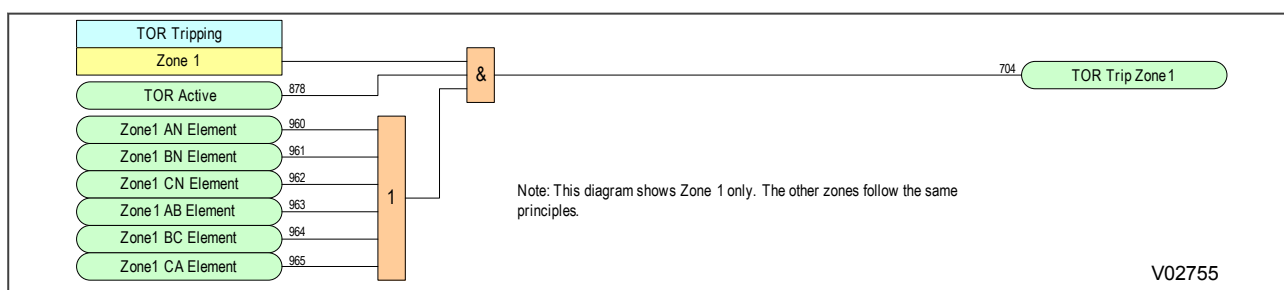 TOR Tripping
Zone 1
TOR Active
878
Zone1 AN Element
960
Zone1 BN Element
961
Zone1 CN Element
962
Zone1 AB Element
963
Zone1 BC Element
964
Zone1 CA Element
965
1
&
704
TOR Trip Zone1
Note: This diagram shows Zone 1 only. The other zones follow the same
principles.
V02755